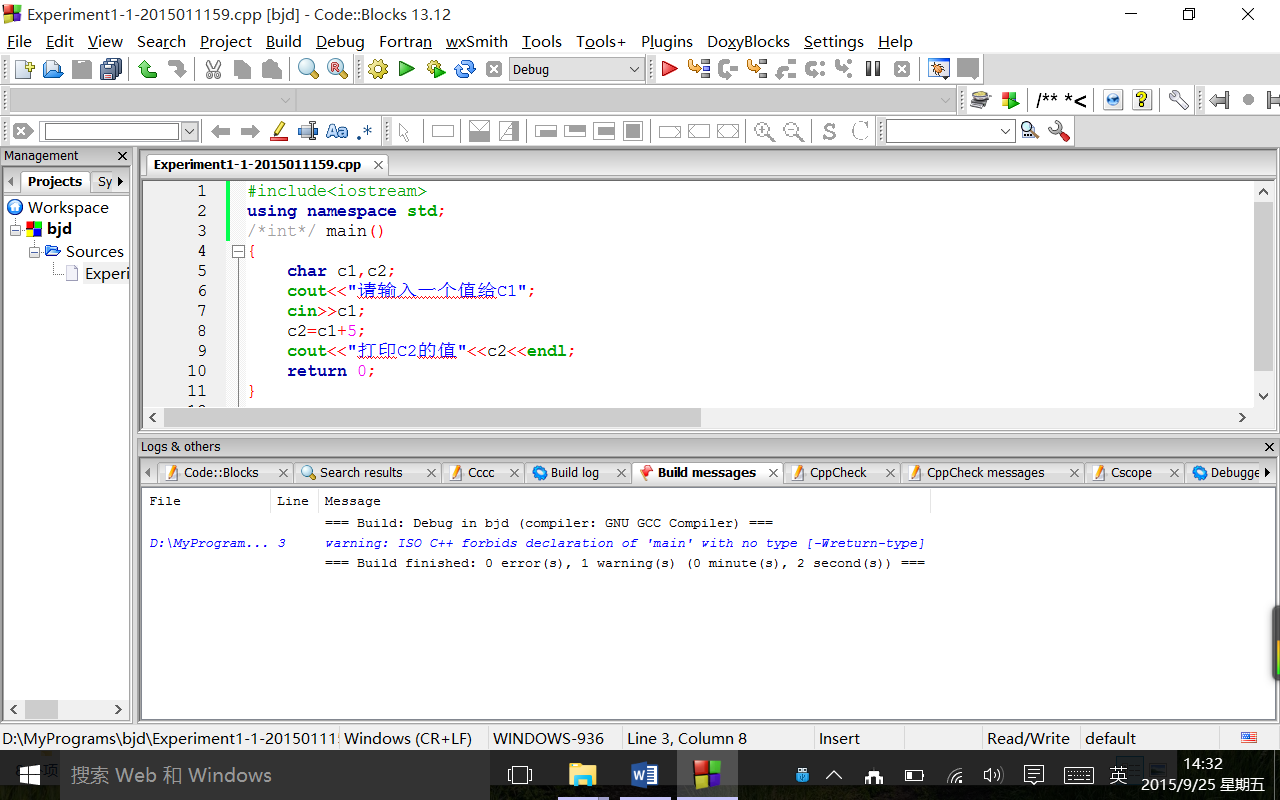 Experiment1-1-2015011159.cpp [bjd] - Code::Blocks 13.12
File Edit View Search Project Build Debug Fortran wxSmith Tools Tools+ Plugins DoxyBlocks Settings Help
Debug
/** *<
Aa .* S C
Management
Projects Sy
Workspace
bjd
Sources
Experi
Experiment1-1-2015011159.cpp
1 #include<iostream>
2 using namespace std;
3 /*int*/ main()
4 {
5 char c1,c2;
6 cout<<"请输入一个值给C1";
7 cin>>c1;
8 c2=c1+5;
9 cout<<"打印C2的值"<<c2<<endl;
10 return 0;
11 }
Logs & others
Code::Blocks Search results Cccc Build log Build messages CppCheck CppCheck messages Cscope Debugge
File Line Message
=== Build: Debug in bjd (compiler: GNU GCC Compiler) ===
D:\MyProgram... 3 warning: ISO C++ forbids declaration of 'main' with no type [-Wreturn-type]
=== Build finished: 0 error(s), 1 warning(s) (0 minute(s), 2 second(s)) ===
D:\MyPrograms\bjd\Experiment1-1-201501115 Windows (CR+LF) WINDOWS-936 Line 3, Column 8 Insert Read/Write default
搜索 Web 和 Windows
英
14:32
2015/9/25 星期五